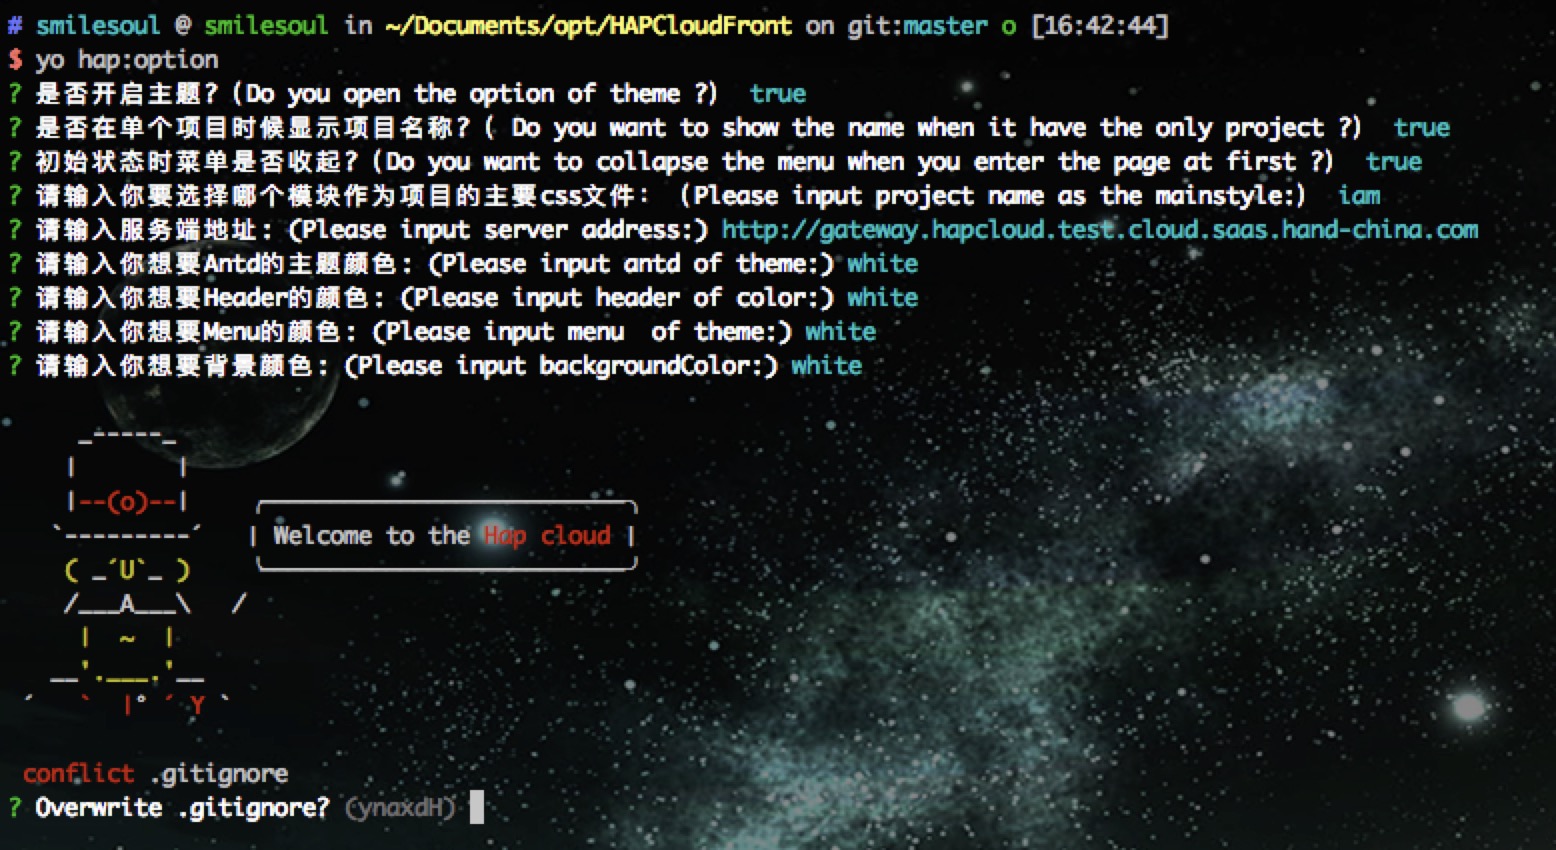 # smilesoul @ smilesoul in ~/Documents/opt/HAPCloudFront on git:master o [16:42:44]
$ yo hap:option
? 是否开启主题? (Do you open the option of theme ?)  true
? 是否在单个项目时候显示项目名称? ( Do you want to show the name when it have the only project ?)  true
? 初始状态时菜单是否收起? (Do you want to collapse the menu when you enter the page at first ?)  true
? 请输入你要选择哪个模块作为项目的主要css文件:  (Please input project name as the mainstyle:)  iam
? 请输入服务端地址: (Please input server address:) http://gateway.hapcloud.test.cloud.saas.hand-china.com
? 请输入你想要Antd的主题颜色: (Please input antd of theme:) white
? 请输入你想要Header的颜色: (Please input header of color:) white
? 请输入你想要Menu的颜色: (Please input menu  of theme:) white
? 请输入你想要背景颜色: (Please input backgroundColor:) white
Welcome to the Hap cloud
conflict .gitignore
? Overwrite .gitignore? (ynaxdH)